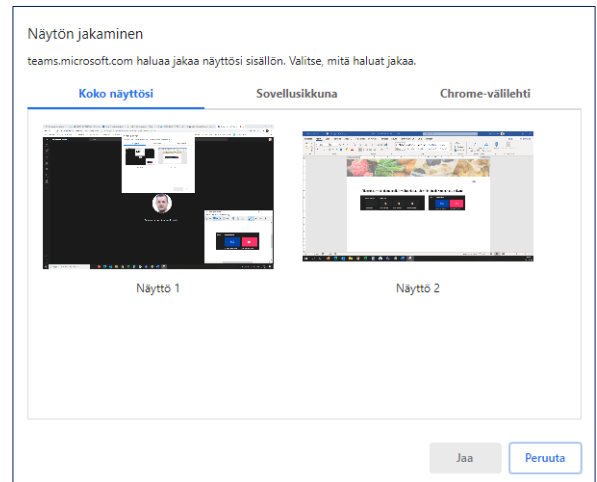 Näytön jakaminen
teams.microsoft.com haluaa jakaa näyttösi sisällön. Valitse, mitä haluat jakaa.
Koko näyttösi Sovellusikkuna Chrome-välilehti
Näyttö 1 Näyttö 2
Jaa Peruuta